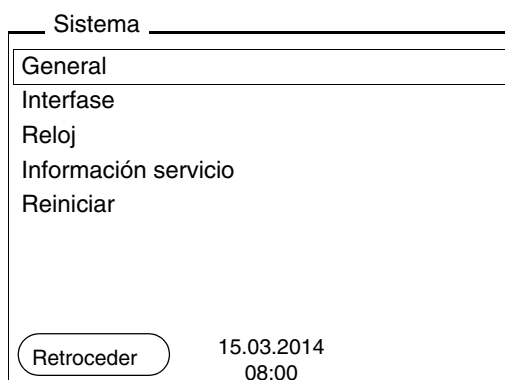 Sistema
General
Interfase
Reloj
Información servicio
Reiniciar
Retroceder
15.03.2014
08:00